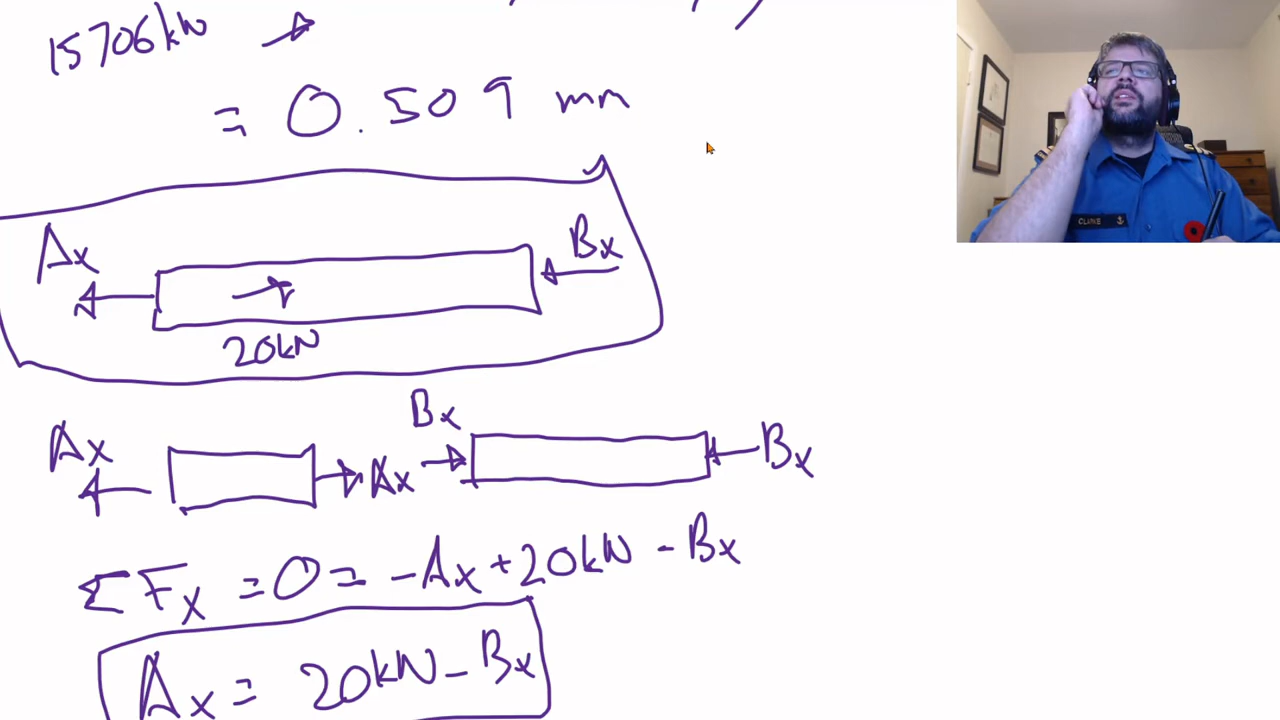 15706kN →
= 0.509 mm
Ax
Bx
20kN
Bx
Ax
Ax
Bx
ΣFx = 0 = -Ax + 20kN - Bx
Ax = 20kN - Bx
CLUNIE